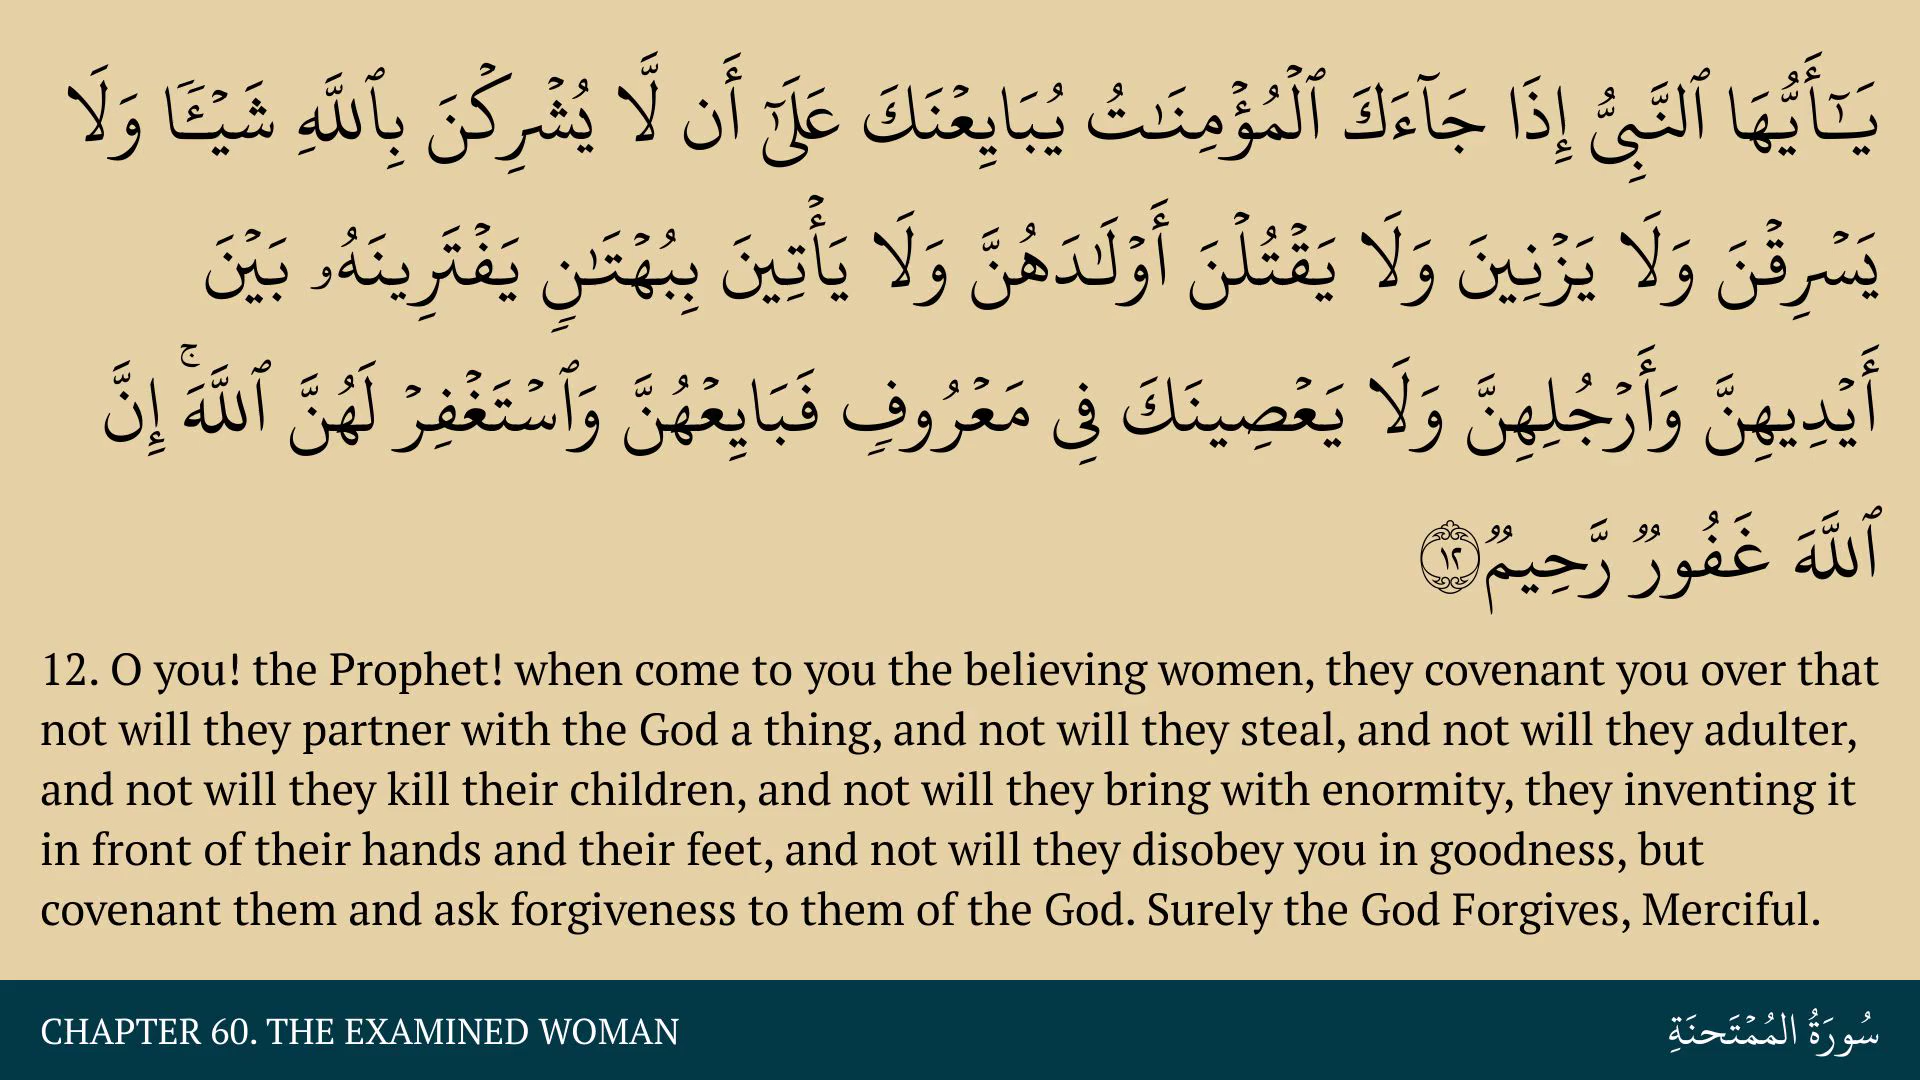 يَـٰٓأَيُّهَا ٱلنَّبِىُّ إِذَا جَآءَكَ ٱلْمُؤْمِنَـٰتُ يُبَايِعْنَكَ عَلَىٰٓ أَن لَّا يُشْرِكْنَ بِٱللَّهِ شَيْـًٔا وَلَا
يَسْرِقْنَ وَلَا يَزْنِينَ وَلَا يَقْتُلْنَ أَوْلَـٰدَهُنَّ وَلَا يَأْتِينَ بِبُهْتَـٰنٍ يَفْتَرِينَهُۥ بَيْنَ
أَيْدِيهِنَّ وَأَرْجُلِهِنَّ وَلَا يَعْصِينَكَ فِى مَعْرُوفٍ فَبَايِعْهُنَّ وَٱسْتَغْفِرْ لَهُنَّ ٱللَّهَ ۚ إِنَّ
ٱللَّهَ غَفُورٌ رَّحِيمٌ ١٢
12. O you! the Prophet! when come to you the believing women, they covenant you over that
not will they partner with the God a thing, and not will they steal, and not will they adulter,
and not will they kill their children, and not will they bring with enormity, they inventing it
in front of their hands and their feet, and not will they disobey you in goodness, but
covenant them and ask forgiveness to them of the God. Surely the God Forgives, Merciful.
CHAPTER 60. THE EXAMINED WOMAN
سُورَةُ المُمْتَحنَةِ